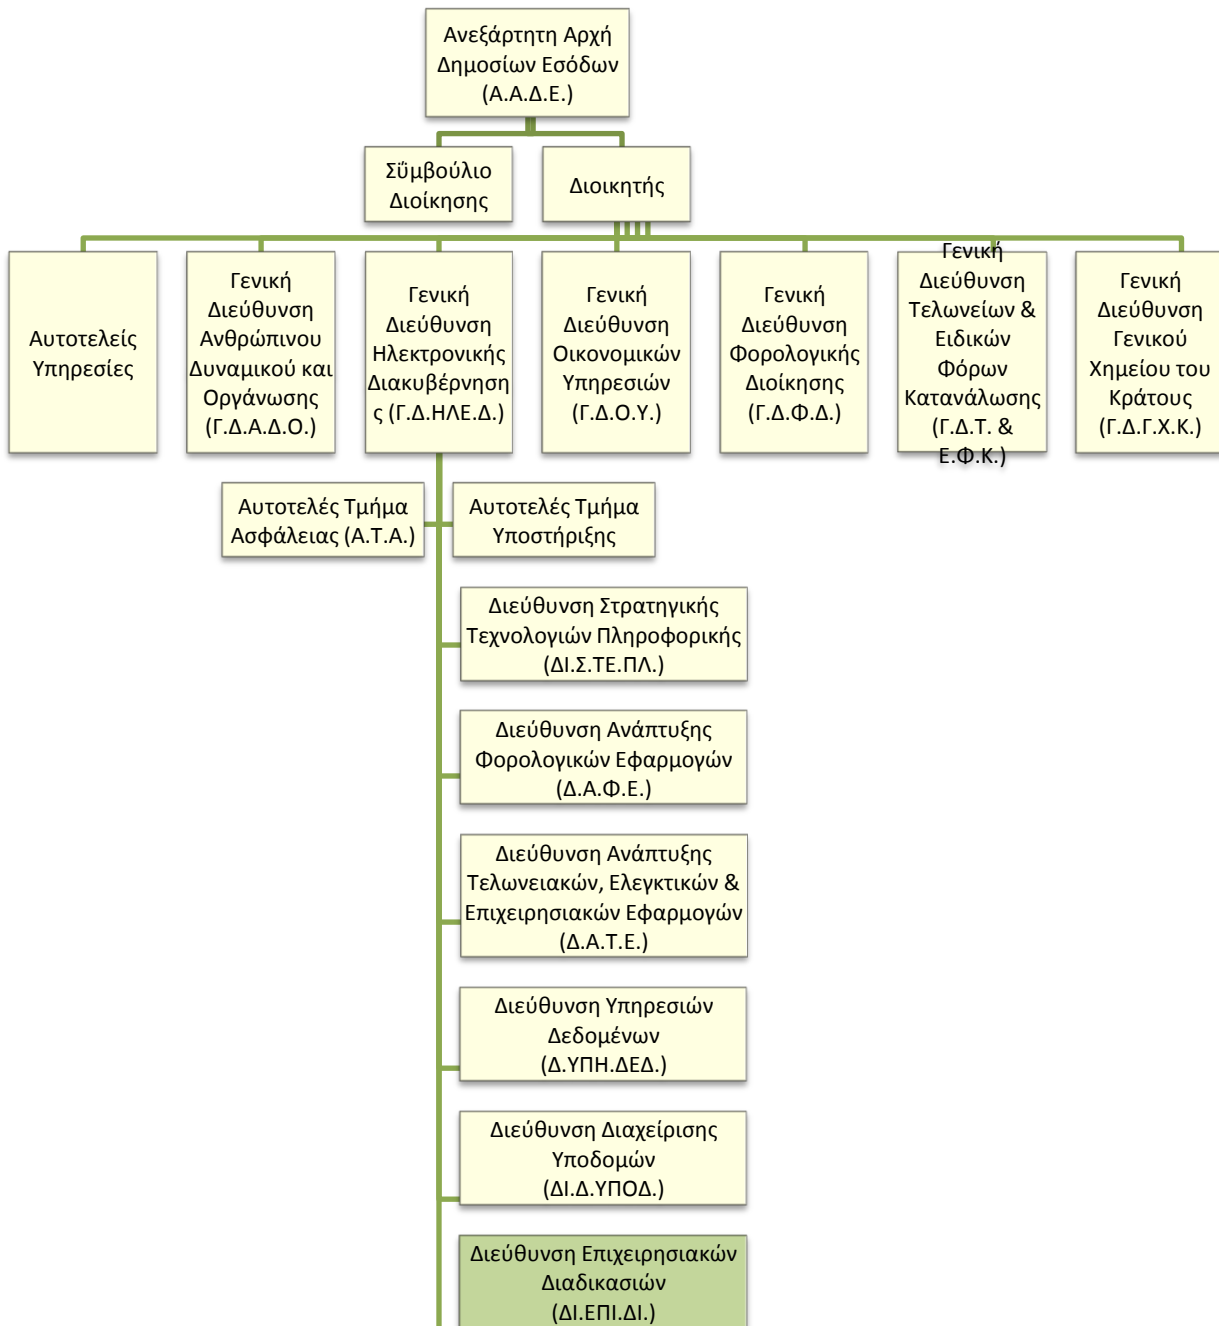 Ανεξάρτητη Αρχή
Δημοσίων Εσόδων
(Α.Α.Δ.Ε.)
Σΰμβούλιο
Διοίκησης
Διοικητής
Αυτοτελείς
Υπηρεσίες
Γενική
Διεύθυνση
Ανθρώπινου
Δυναμικού και
Οργάνωσης
(Γ.Δ.Α.Δ.Ο.)
Γενική
Διεύθυνση
Ηλεκτρονικής
Διακυβέρνηση
ς (Γ.Δ.ΗΛΕ.Δ.)
Γενική
Διεύθυνση
Οικονομικών
Υπηρεσιών
(Γ.Δ.Ο.Υ.)
Γενική
Διεύθυνση
Φορολογικής
Διοίκησης
(Γ.Δ.Φ.Δ.)
Γενική
Διεύθυνση
Τελωνείων &
Ειδικών
Φόρων
Κατανάλωσης
(Γ.Δ.Τ. &
Ε.Φ.Κ.)
Γενική
Διεύθυνση
Γενικού
Χημείου του
Κράτους
(Γ.Δ.Γ.Χ.Κ.)
Αυτοτελές Τμήμα
Ασφάλειας (Α.Τ.Α.)
Αυτοτελές Τμήμα
Υποστήριξης
Διεύθυνση Στρατηγικής
Τεχνολογιών Πληροφορικής
(ΔΙ.Σ.ΤΕ.ΠΛ.)
Διεύθυνση Ανάπτυξης
Φορολογικών Εφαρμογών
(Δ.Α.Φ.Ε.)
Διεύθυνση Ανάπτυξης
Τελωνειακών, Ελεγκτικών &
Επιχειρησιακών Εφαρμογών
(Δ.Α.Τ.Ε.)
Διεύθυνση Υπηρεσιών
Δεδομένων
(Δ.ΥΠΗ.ΔΕΔ.)
Διεύθυνση Διαχείρισης
Υποδομών
(ΔΙ.Δ.ΥΠΟΔ.)
Διεύθυνση Επιχειρησιακών
Διαδικασιών
(ΔΙ.ΕΠΙ.ΔΙ.)